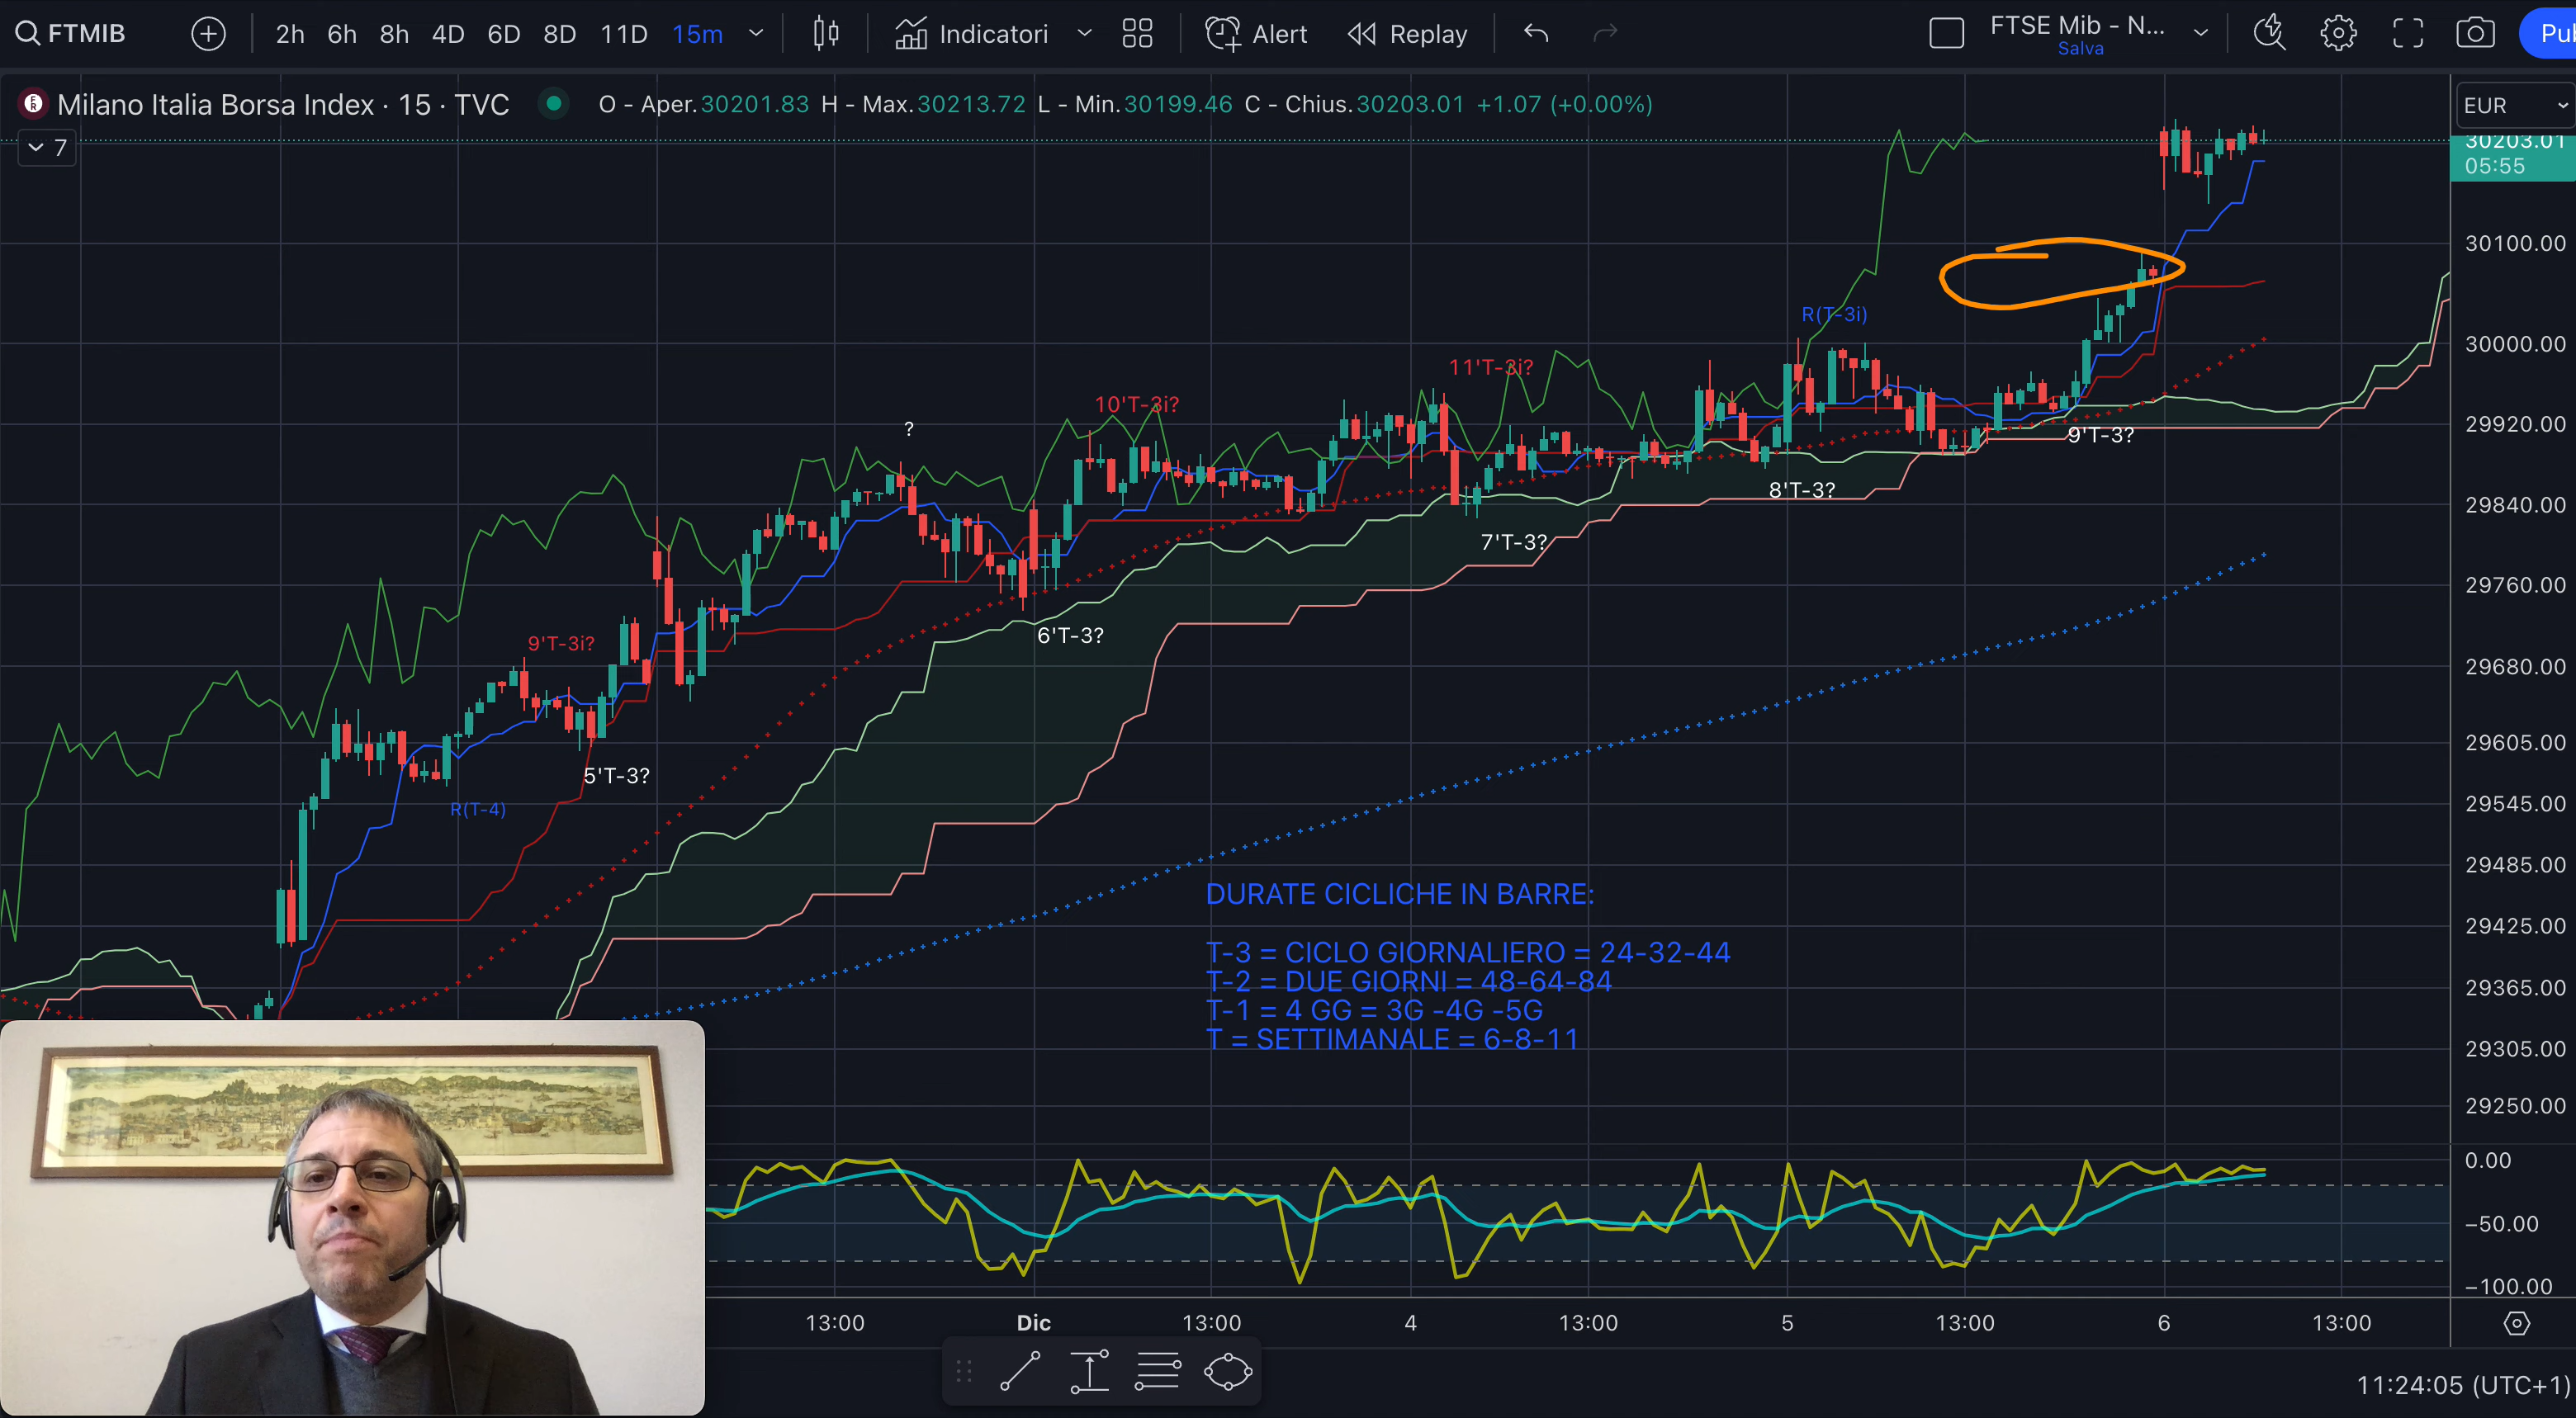 FTMIB 2h 6h 8h 4D 6D 8D 11D 15m Indicatori Alert Replay FTSE Mib - N... Pu
Salva
Milano Italia Borsa Index · 15 · TVC O - Aper.30201.83 H - Max.30213.72 L - Min.30199.46 C - Chius.30203.01 +1.07 (+0.00%) EUR
7
30203.01
05:55
30100.00
R(T-3i)
30000.00
11'T-3i?
10'T-3i?
?
29920.00
9'T-3?
8'T-3?
29840.00
7'T-3?
29760.00
6'T-3?
9'T-3i?
29680.00
29605.00
5'T-3?
R(T-4)
29545.00
29485.00
DURATE CICLICHE IN BARRE:
29425.00
T-3 = CICLO GIORNALIERO = 24-32-44
T-2 = DUE GIORNI = 48-64-84
29365.00
T-1 = 4 GG = 3G -4G -5G
T = SETTIMANALE = 6-8-11
29305.00
29250.00
0.00
−50.00
−100.00
13:00 Dic 13:00 4 13:00 5 13:00 6 13:00
11:24:05 (UTC+1)